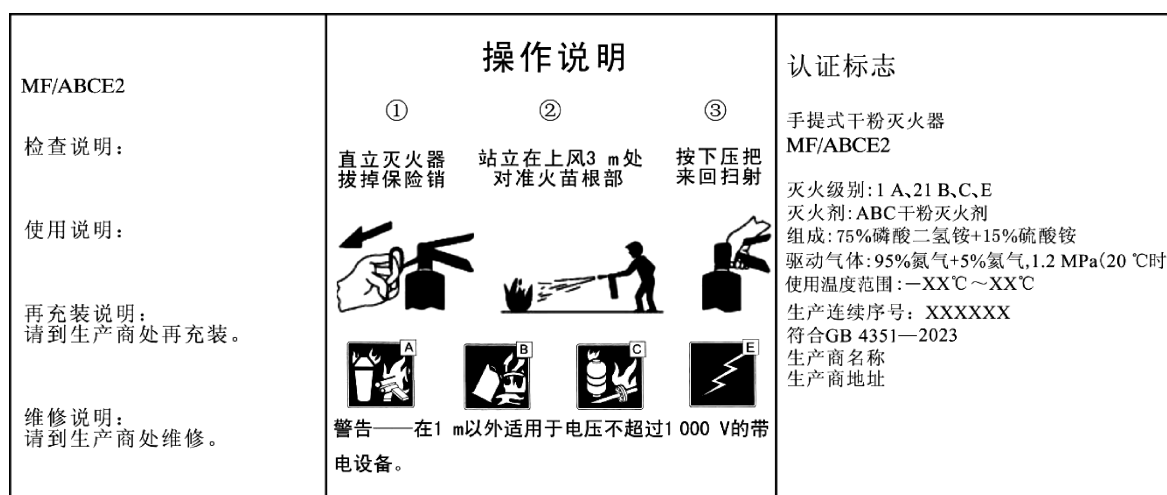 MF/ABCE2
检查说明：
使用说明：
再充装说明：
请到生产商处再充装。
维修说明：
请到生产商处维修。
操作说明
①
直立灭火器
拔掉保险销
②
站立在上风3 m处
对准火苗根部
③
按下压把
来回扫射
A
B
C
E
警告——在1 m以外适用于电压不超过1 000 V的带
电设备。
认证标志
手提式干粉灭火器
MF/ABCE2
灭火级别：1 A、21 B、C、E
灭火剂：ABC干粉灭火剂
组成：75%磷酸二氢铵+15%硫酸铵
驱动气体：95%氮气+5%氦气,1.2 MPa(20 ℃时
使用温度范围：—XX℃～XX℃
生产连续序号：XXXXXX
符合GB 4351—2023
生产商名称
生产商地址